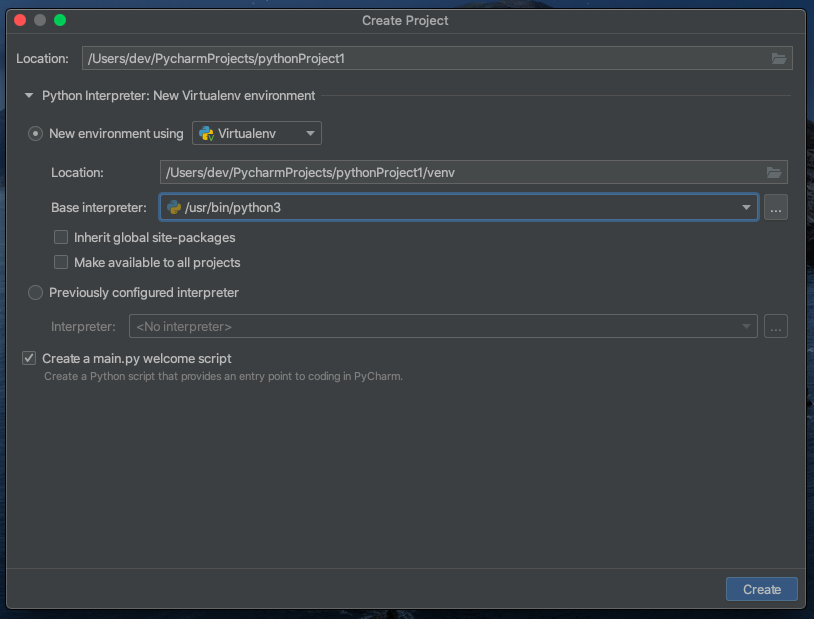 Create Project
Location: /Users/dev/PycharmProjects/pythonProject1
Python Interpreter: New Virtualenv environment
New environment using Virtualenv
Location: /Users/dev/PycharmProjects/pythonProject1/venv
Base interpreter: /usr/bin/python3 ...
Inherit global site-packages
Make available to all projects
Previously configured interpreter
Interpreter: <No interpreter> ...
Create a main.py welcome script
Create a Python script that provides an entry point to coding in PyCharm.
Create